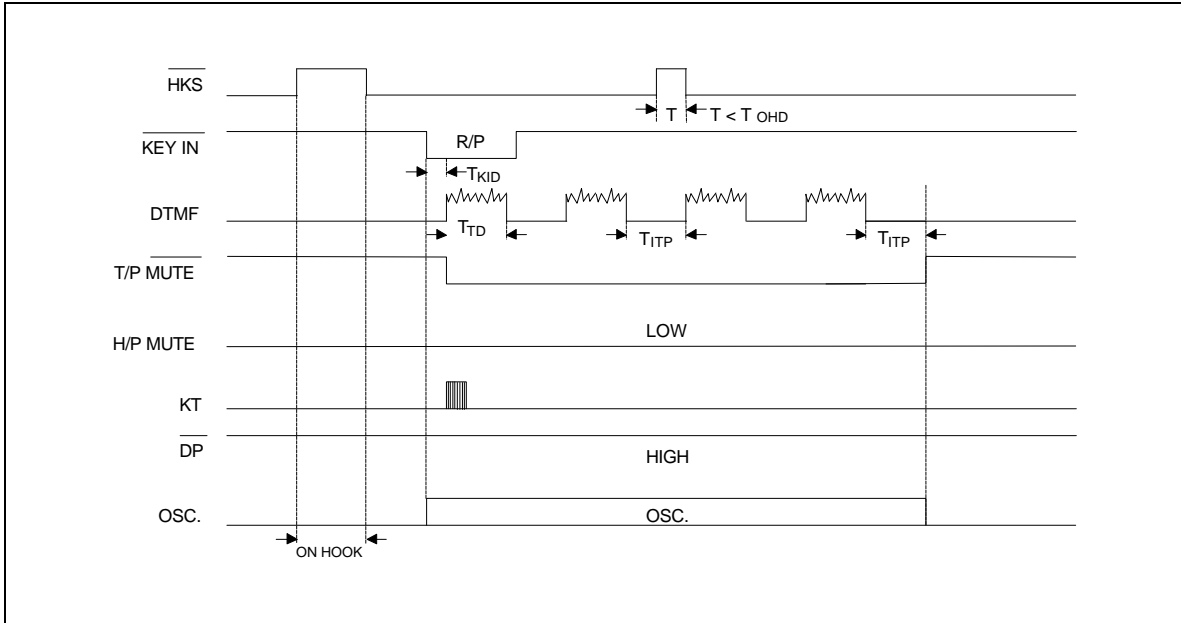 HKS
T
T < T OHD
KEY IN
R/P
TKID
DTMF
TTD
TITP
TITP
T/P MUTE
LOW
H/P MUTE
KT
DP
HIGH
OSC.
OSC.
ON HOOK